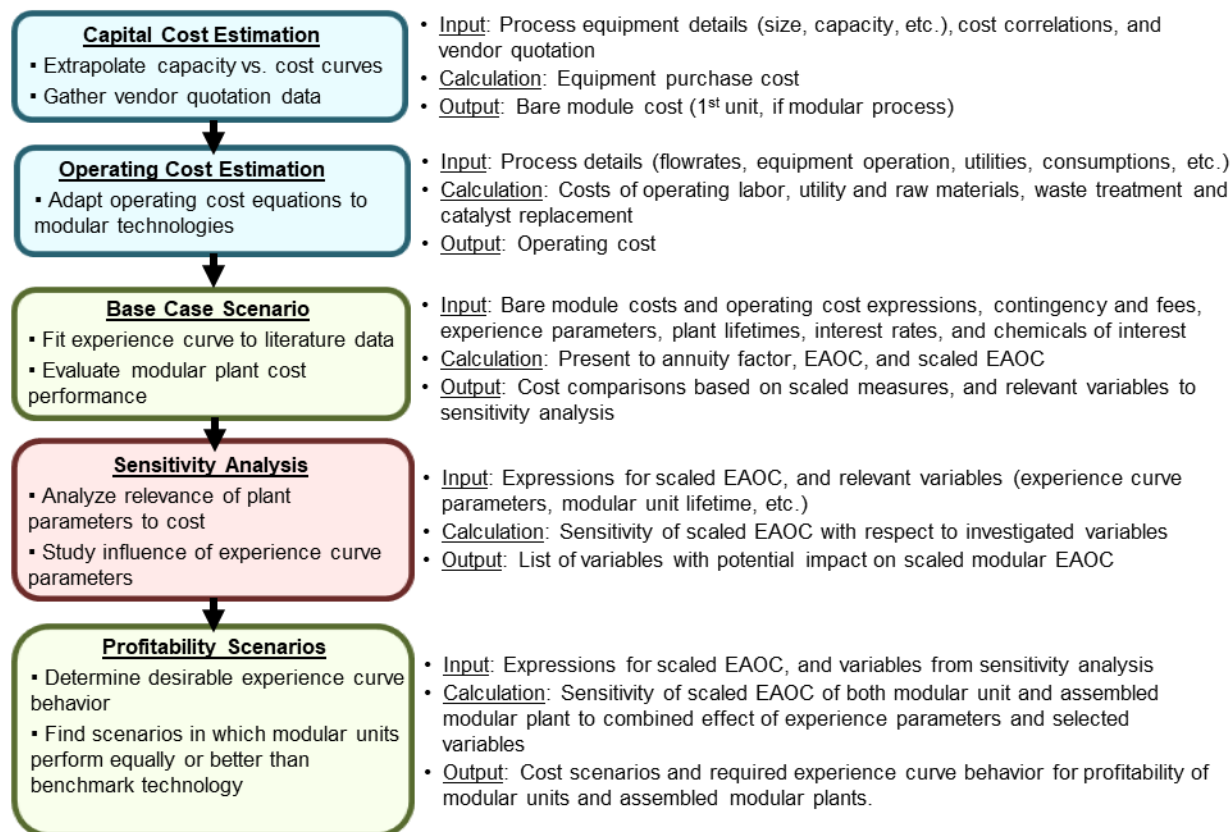 Capital Cost Estimation
▪ Extrapolate capacity vs. cost curves
▪ Gather vendor quotation data
• Input: Process equipment details (size, capacity, etc.), cost correlations, and
vendor quotation
• Calculation: Equipment purchase cost
• Output: Bare module cost (1st unit, if modular process)
Operating Cost Estimation
▪ Adapt operating cost equations to
modular technologies
• Input: Process details (flowrates, equipment operation, utilities, consumptions, etc.)
• Calculation: Costs of operating labor, utility and raw materials, waste treatment and
catalyst replacement
• Output: Operating cost
Base Case Scenario
▪ Fit experience curve to literature data
▪ Evaluate modular plant cost
performance
• Input: Bare module costs and operating cost expressions, contingency and fees,
experience parameters, plant lifetimes, interest rates, and chemicals of interest
• Calculation: Present to annuity factor, EAOC, and scaled EAOC
• Output: Cost comparisons based on scaled measures, and relevant variables to
sensitivity analysis
Sensitivity Analysis
▪ Analyze relevance of plant
parameters to cost
▪ Study influence of experience curve
parameters
• Input: Expressions for scaled EAOC, and relevant variables (experience curve
parameters, modular unit lifetime, etc.)
• Calculation: Sensitivity of scaled EAOC with respect to investigated variables
• Output: List of variables with potential impact on scaled modular EAOC
Profitability Scenarios
▪ Determine desirable experience curve
behavior
▪ Find scenarios in which modular units
perform equally or better than
benchmark technology
• Input: Expressions for scaled EAOC, and variables from sensitivity analysis
• Calculation: Sensitivity of scaled EAOC of both modular unit and assembled
modular plant to combined effect of experience parameters and selected
variables
• Output: Cost scenarios and required experience curve behavior for profitability of
modular units and assembled modular plants.